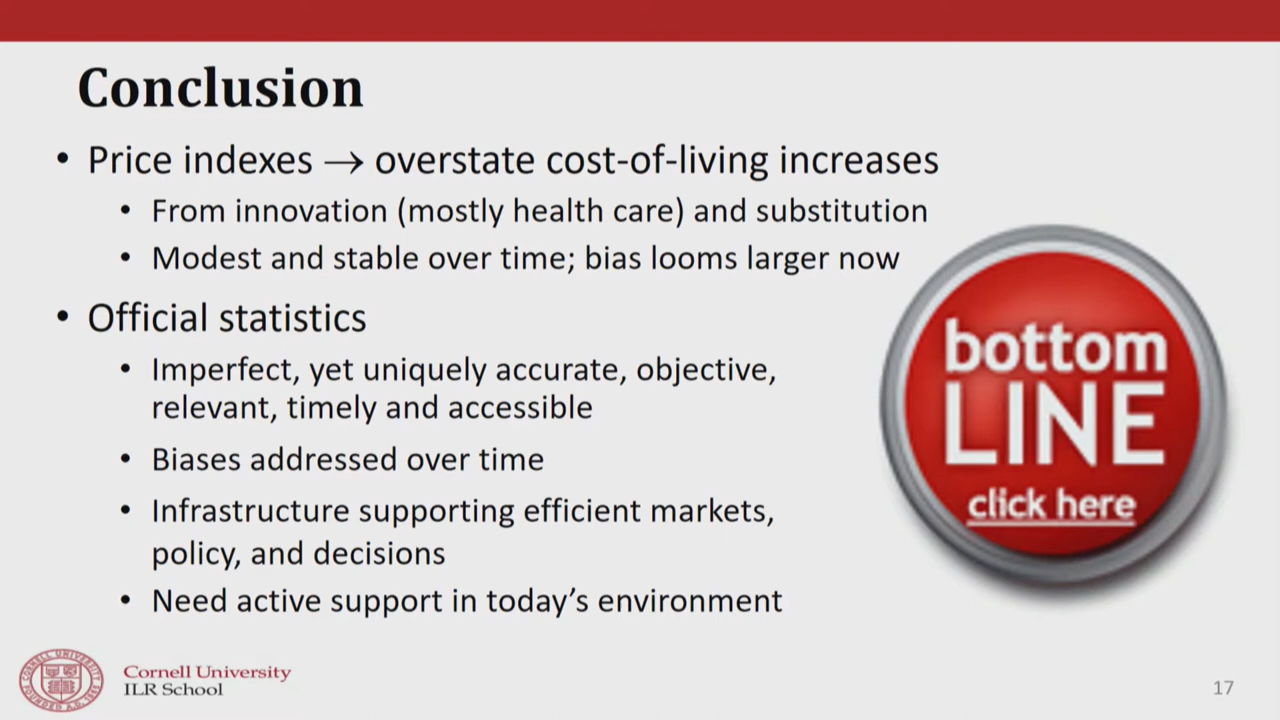 Conclusion
• Price indexes → overstate cost-of-living increases
• From innovation (mostly health care) and substitution
• Modest and stable over time; bias looms larger now
• Official statistics
• Imperfect, yet uniquely accurate, objective,
relevant, timely and accessible
• Biases addressed over time
• Infrastructure supporting efficient markets,
policy, and decisions
• Need active support in today's environment
bottom
LINE
click here
Cornell University
ILR School
17